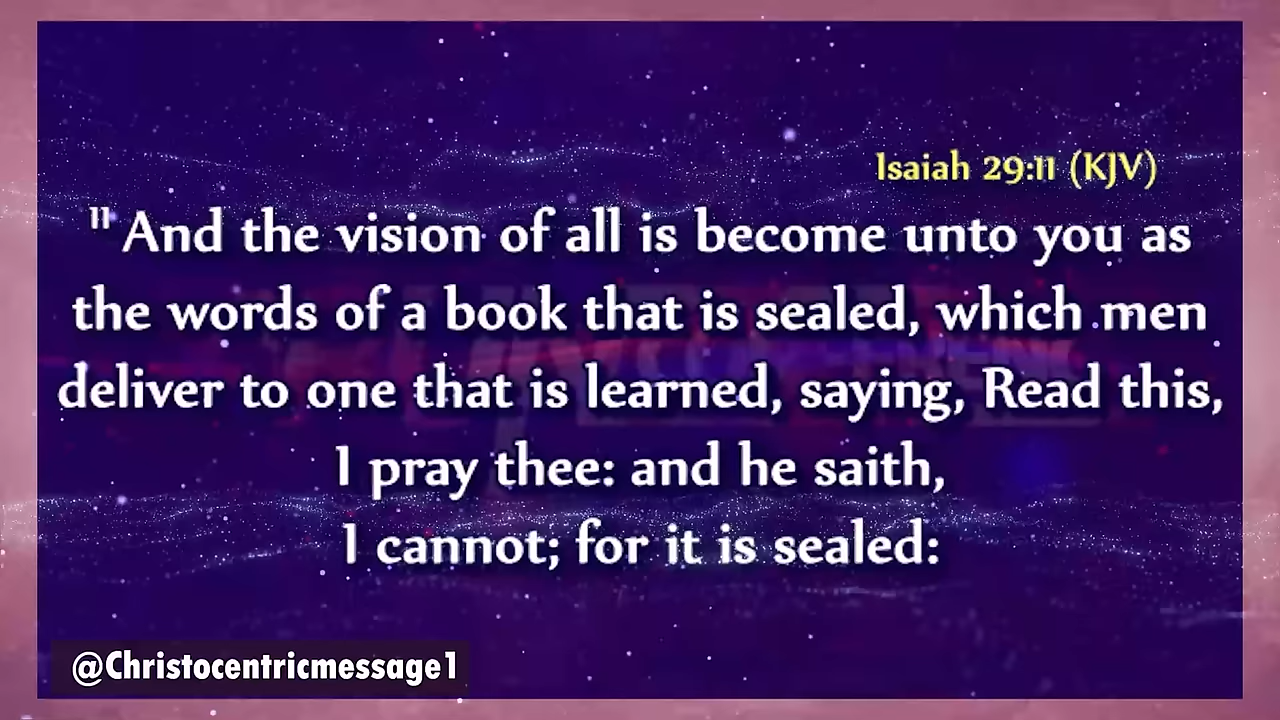 Isaiah 29:11 (KJV)
"And the vision of all is become unto you as
the words of a book that is sealed, which men
deliver to one that is learned, saying, Read this,
I pray thee: and he saith,
I cannot; for it is sealed:
@Christocentricmessage1